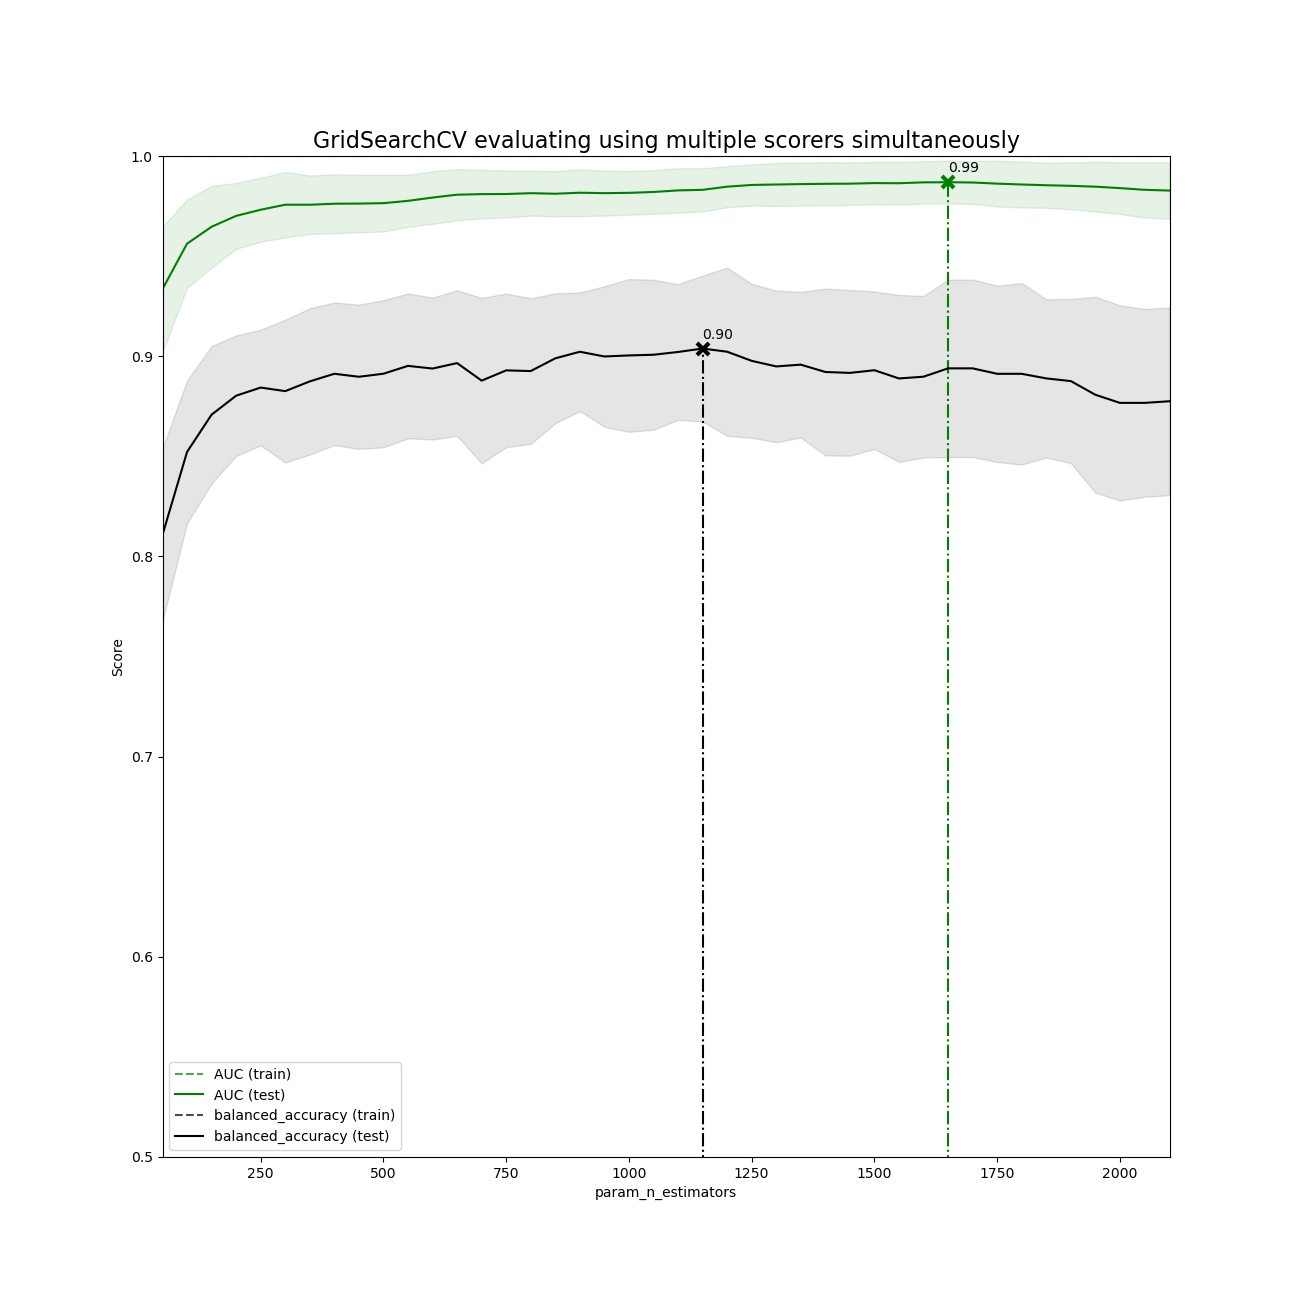 GridSearchCV evaluating using multiple scorers simultaneously
1.0
0.9
0.8
0.7
0.6
0.5
Score
0.99
0.90
AUC (train)
AUC (test)
balanced_accuracy (train)
balanced_accuracy (test)
250 500 750 1000 1250 1500 1750 2000
param_n_estimators